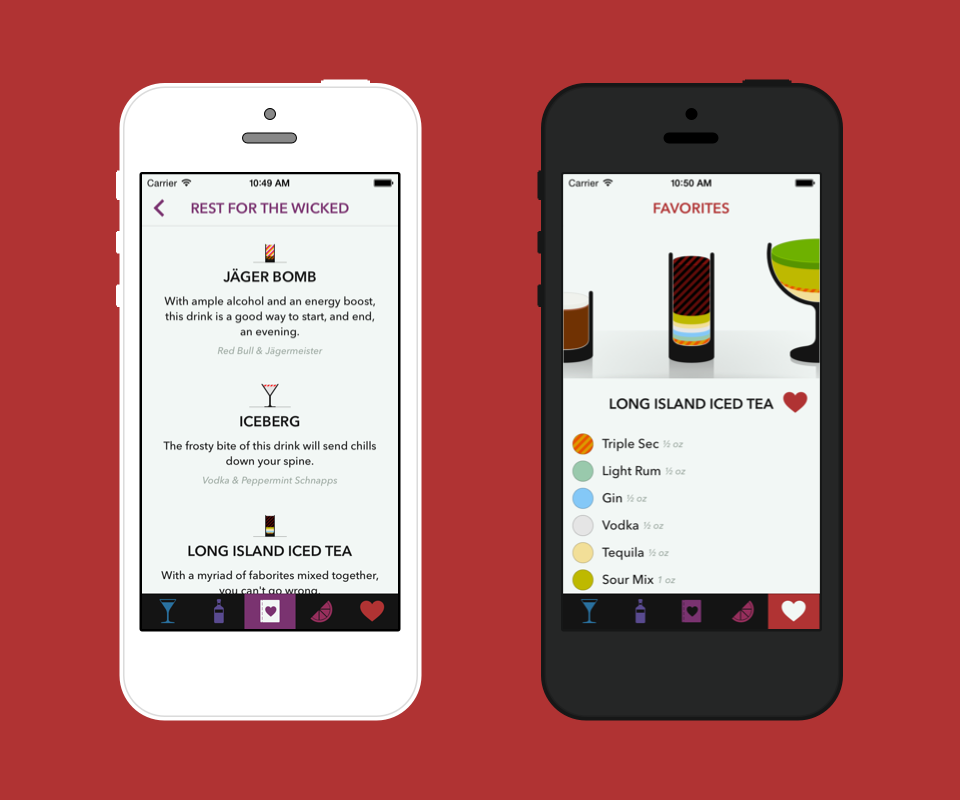 Carrier 10:49 AM
REST FOR THE WICKED
JÄGER BOMB
With ample alcohol and an energy boost,
this drink is a good way to start, and end,
an evening.
Red Bull & Jägermeister
ICEBERG
The frosty bite of this drink will send chills
down your spine.
Vodka & Peppermint Schnapps
LONG ISLAND ICED TEA
With a myriad of faborites mixed together,
you can't go wrong.
Carrier 10:50 AM
FAVORITES
LONG ISLAND ICED TEA
Triple Sec ½ oz
Light Rum ½ oz
Gin ½ oz
Vodka ½ oz
Tequila ½ oz
Sour Mix 1 oz